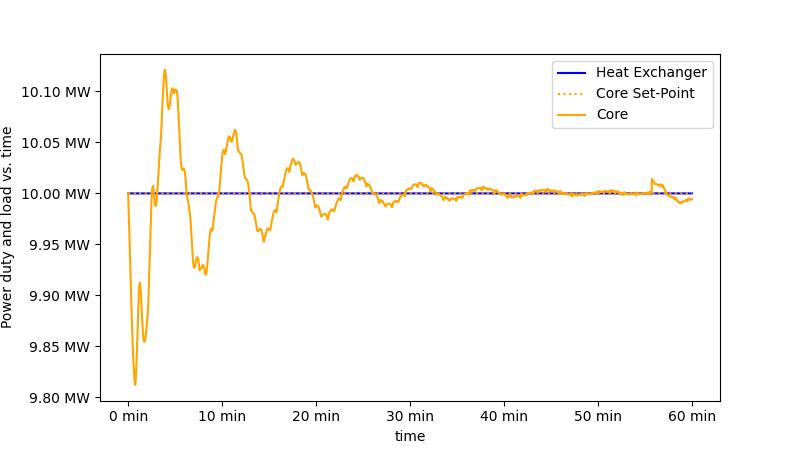 Power duty and load vs. time
10.10 MW
10.05 MW
10.00 MW
9.95 MW
9.90 MW
9.85 MW
9.80 MW
Heat Exchanger
Core Set-Point
Core
0 min 10 min 20 min 30 min 40 min 50 min 60 min
time